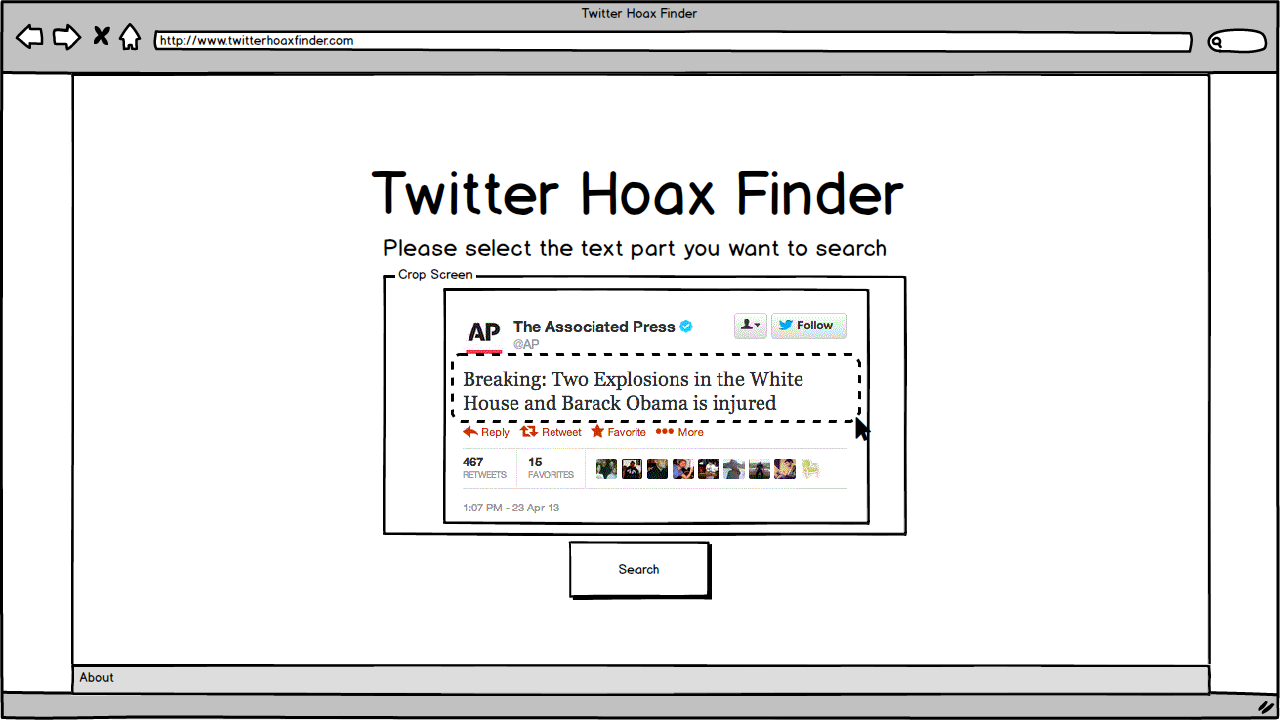 Twitter Hoax Finder
http://www.twitterhoaxfinder.com
Twitter Hoax Finder
Please select the text part you want to search
Crop Screen
AP
The Associated Press
@AP
Follow
Breaking: Two Explosions in the White
House and Barack Obama is injured
Reply Retweet Favorite More
467 15
RETWEETS FAVORITES
1:07 PM - 23 Apr 13
Search
About